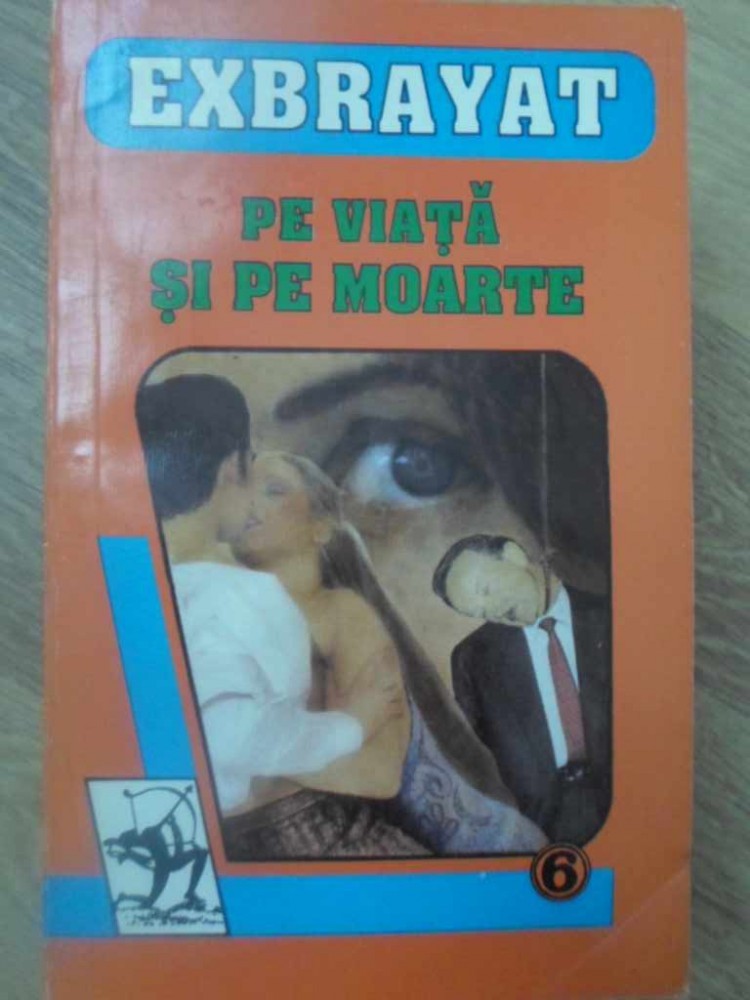 EXBRAYAT
PE VIAȚĂ
ȘI PE MOARTE
6